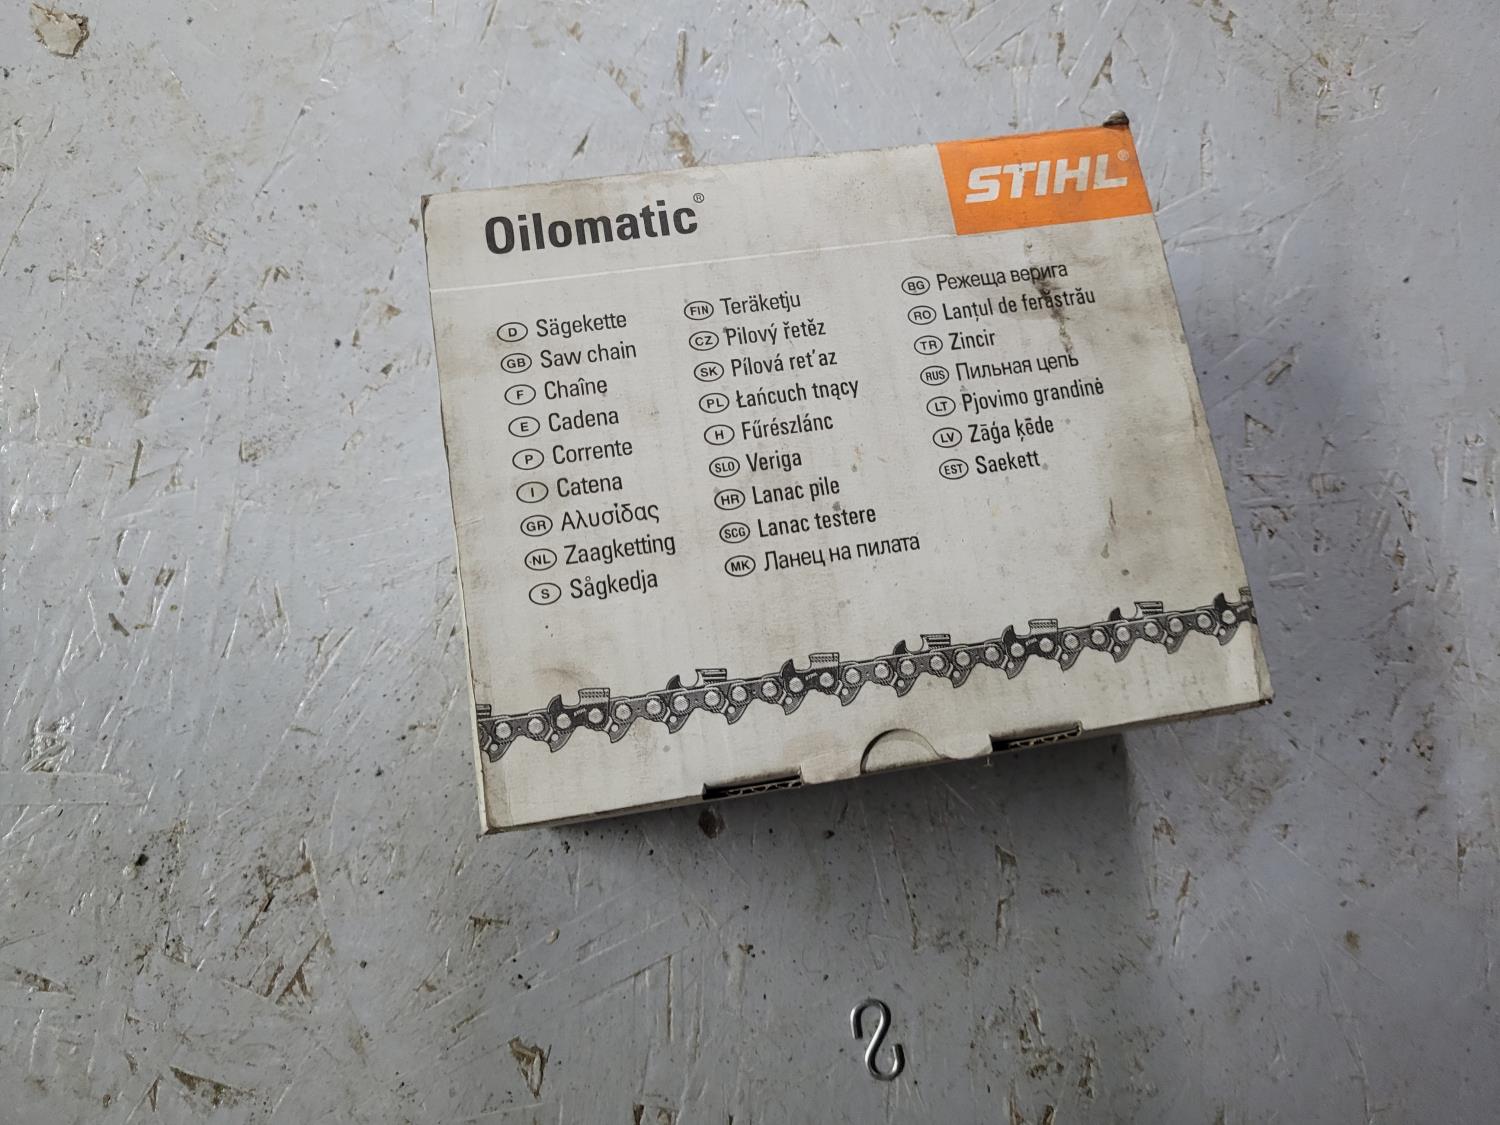 Oilomatic®
STIHL®
D Sägekette
GB Saw chain
F Chaîne
E Cadena
P Corrente
I Catena
GR Αλυσίδας
NL Zaagketting
S Sågkedja
FIN Teräketju
CZ Pilový řetěz
SK Pílová ret'az
PL Łańcuch tnący
H Fűrészlánc
SLO Veriga
HR Lanac pile
SCG Lanac testere
MK Ланец на пилата
BG Режеща верига
RO Lanțul de ferăstrău
TR Zincir
RUS Пильная цепь
LT Pjovimo grandinė
LV Zāģa ķēde
EST Saekett